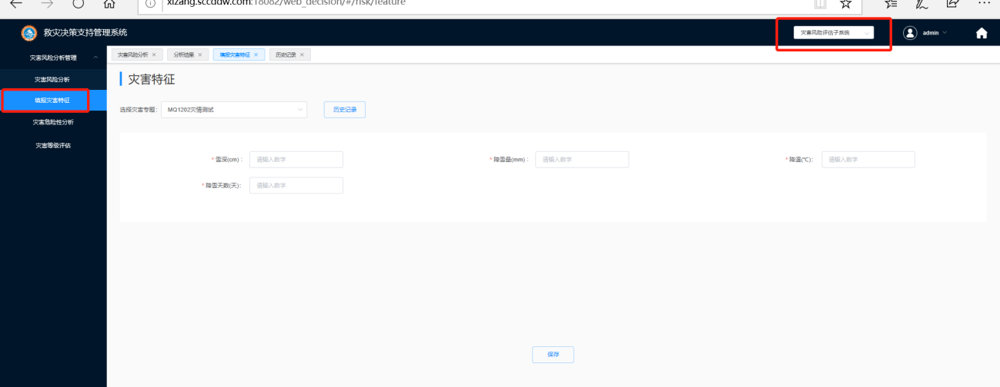 xizang.sccddw.com:18082/web_decision/#/risk/feature
救灾决策支持管理系统
灾害风险评估子系统
admin
灾害风险分析管理
灾害风险分析 ×
分析结果 ×
填报灾害特征 ×
历史记录 ×
灾害风险分析
填报灾害特征
灾害危险性分析
灾害等级评估
灾害特征
选择灾害专题: MQ1202灾情测试
历史记录
* 雪深(cm) : 请输入数字
* 降雪量(mm) : 请输入数字
* 降温(℃): 请输入数字
* 降雪天数(天): 请输入数字
保存